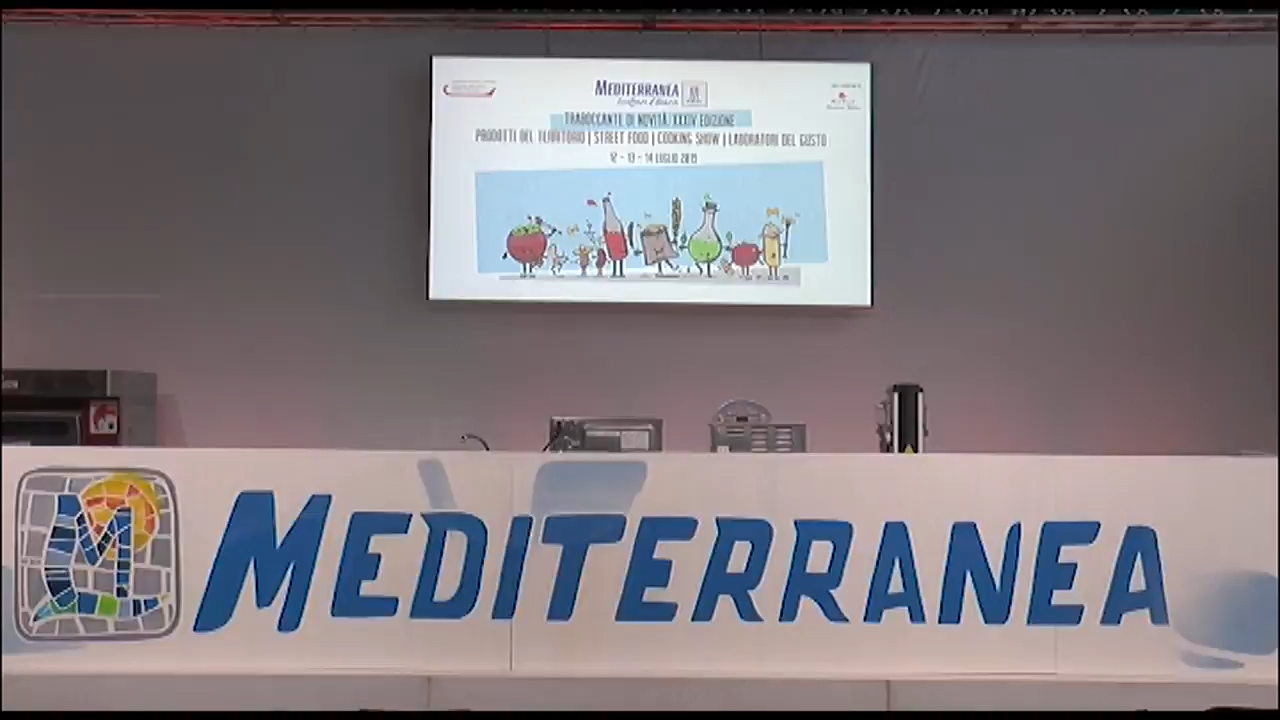 MEDITERRANEA
TRABOCCANTE DI NOVITÀ: XXXIV EDIZIONE
PRODOTTI DEL TERRITORIO | STREET FOOD | COOKING SHOW | LABORATORI DEL GUSTO
12 - 13 - 14 LUGLIO 2019
M
MEDITERRANEA